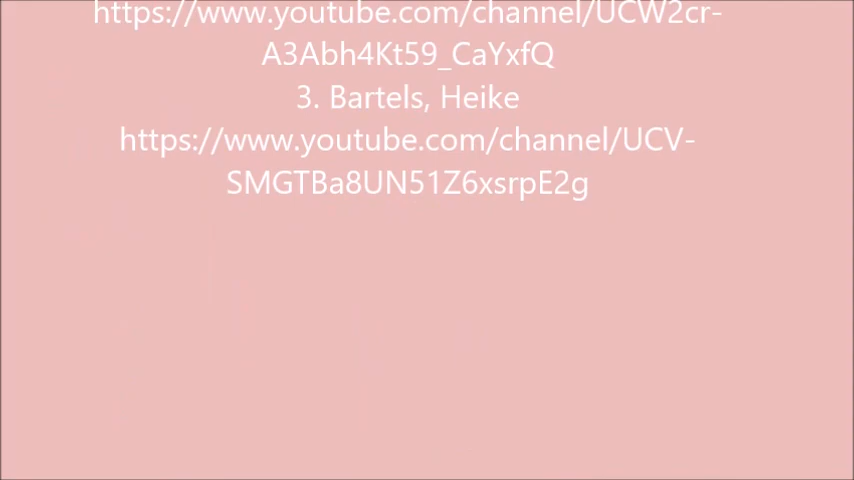 https://www.youtube.com/channel/UCW2cr-
A3Abh4Kt59_CaYxfQ
3. Bartels, Heike
https://www.youtube.com/channel/UCV-
SMGTBa8UN51Z6xsrpE2g